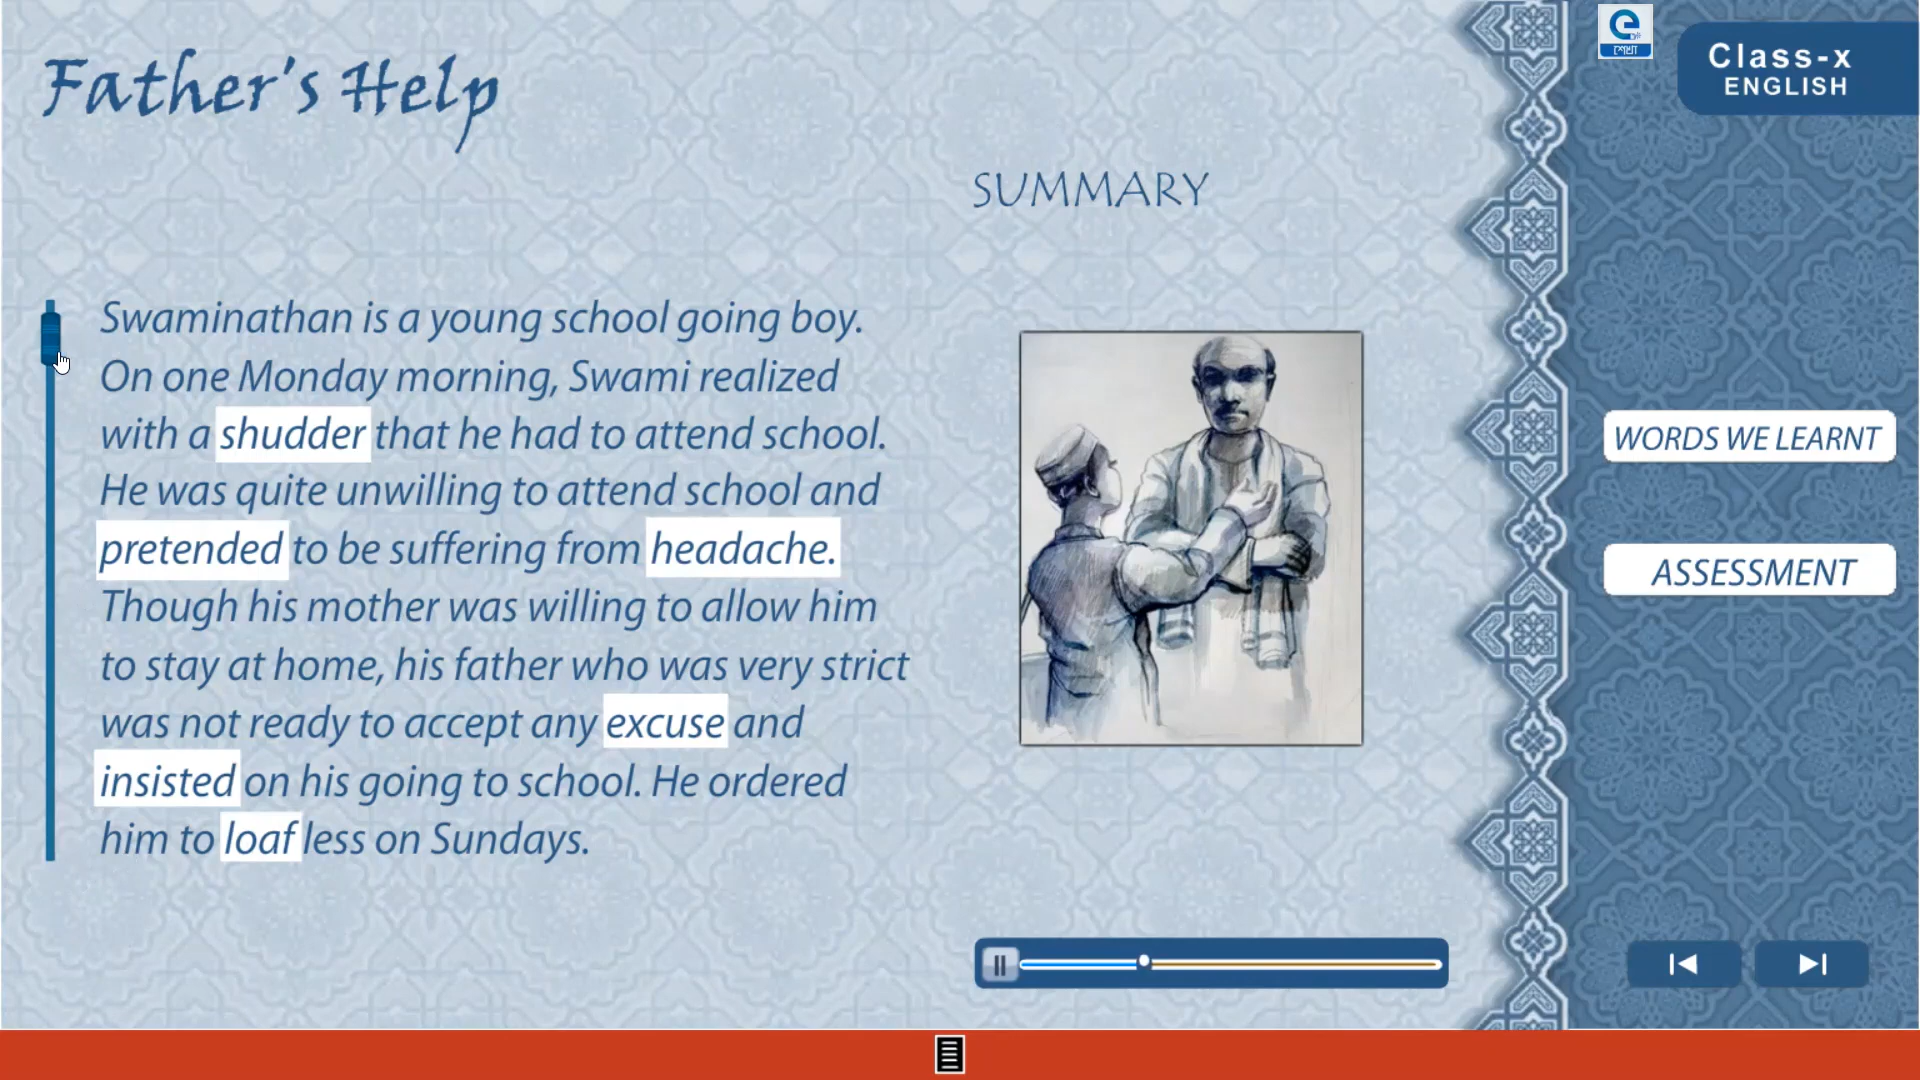 Father's Help
Class-x
ENGLISH
SUMMARY
Swaminathan is a young school going boy.
On one Monday morning, Swami realized
with a shudder that he had to attend school.
He was quite unwilling to attend school and
pretended to be suffering from headache.
Though his mother was willing to allow him
to stay at home, his father who was very strict
was not ready to accept any excuse and
insisted on his going to school. He ordered
him to loaf less on Sundays.
WORDS WE LEARNT
ASSESSMENT